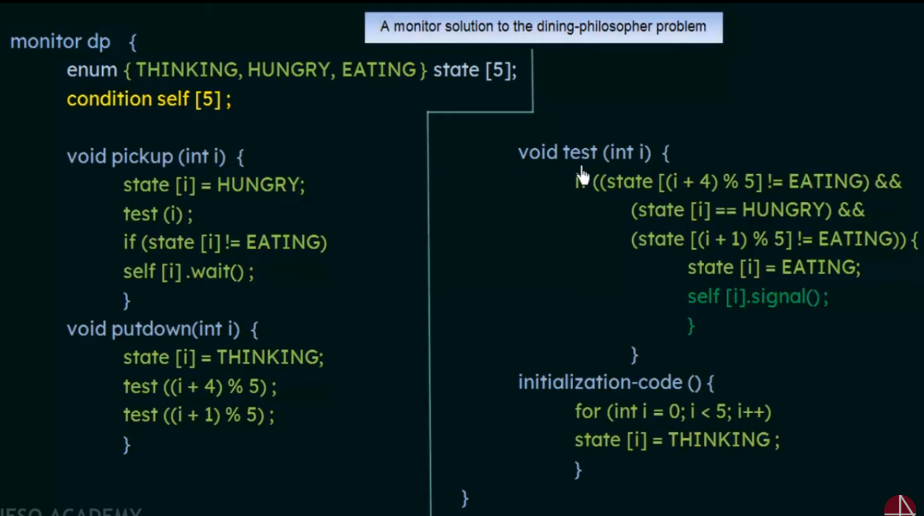 A monitor solution to the dining-philosopher problem
monitor dp {
enum { THINKING, HUNGRY, EATING } state [5];
condition self [5] ;
void pickup (int i) {
state [i] = HUNGRY;
test (i) ;
if (state [i] != EATING)
self [i] .wait() ;
}
void putdown(int i) {
state [i] = THINKING;
test ((i + 4) % 5) ;
test ((i + 1) % 5) ;
}
void test (int i) {
((state [(i + 4) % 5] != EATING) &&
(state [i] == HUNGRY) &&
(state [(i + 1) % 5] != EATING)) {
state [i] = EATING;
self [i].signal() ;
}
}
initialization-code () {
for (int i = 0; i < 5; i++)
state [i] = THINKING ;
}
}
ACADEMY